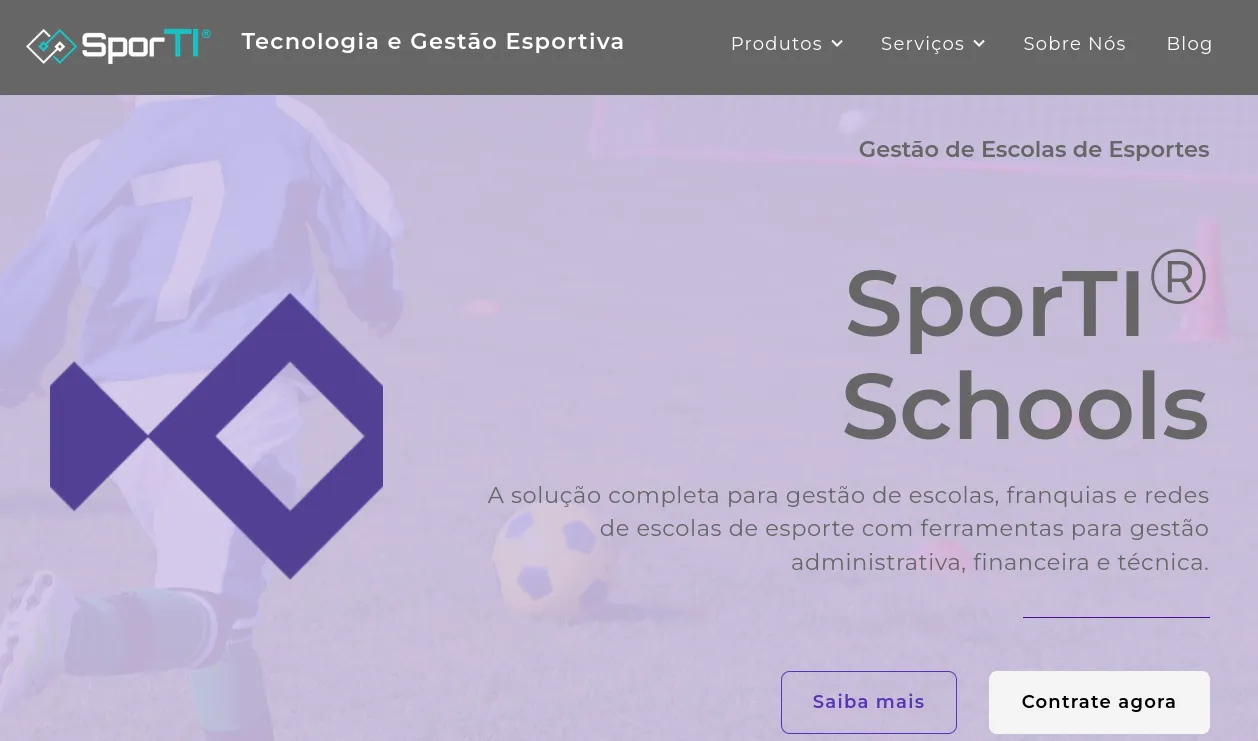 SporTI®
Tecnologia e Gestão Esportiva
Produtos
Serviços
Sobre Nós
Blog
Gestão de Escolas de Esportes
7
SporTI®
Schools
A solução completa para gestão de escolas, franquias e redes
de escolas de esporte com ferramentas para gestão
administrativa, financeira e técnica.
Saiba mais
Contrate agora